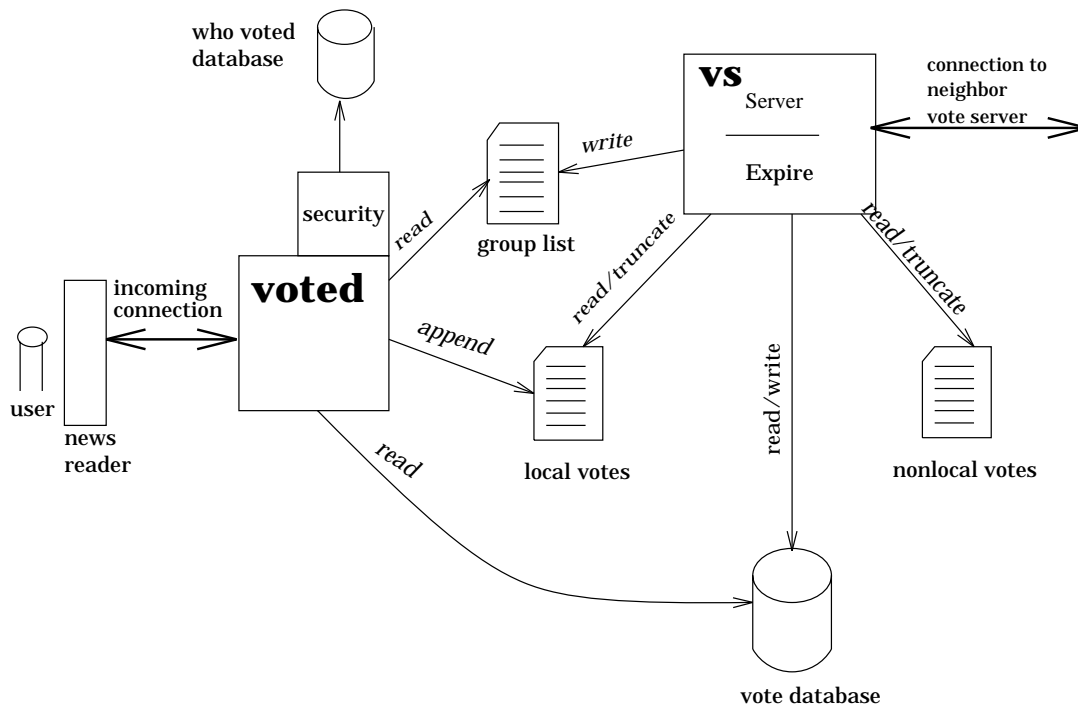 who voted
database
vs
Server
Expire
connection to
neighbor
vote server
write
security
read
group list
read/truncate
read/truncate
voted
incoming
connection
append
read/write
user
news
reader
read
local votes
nonlocal votes
vote database